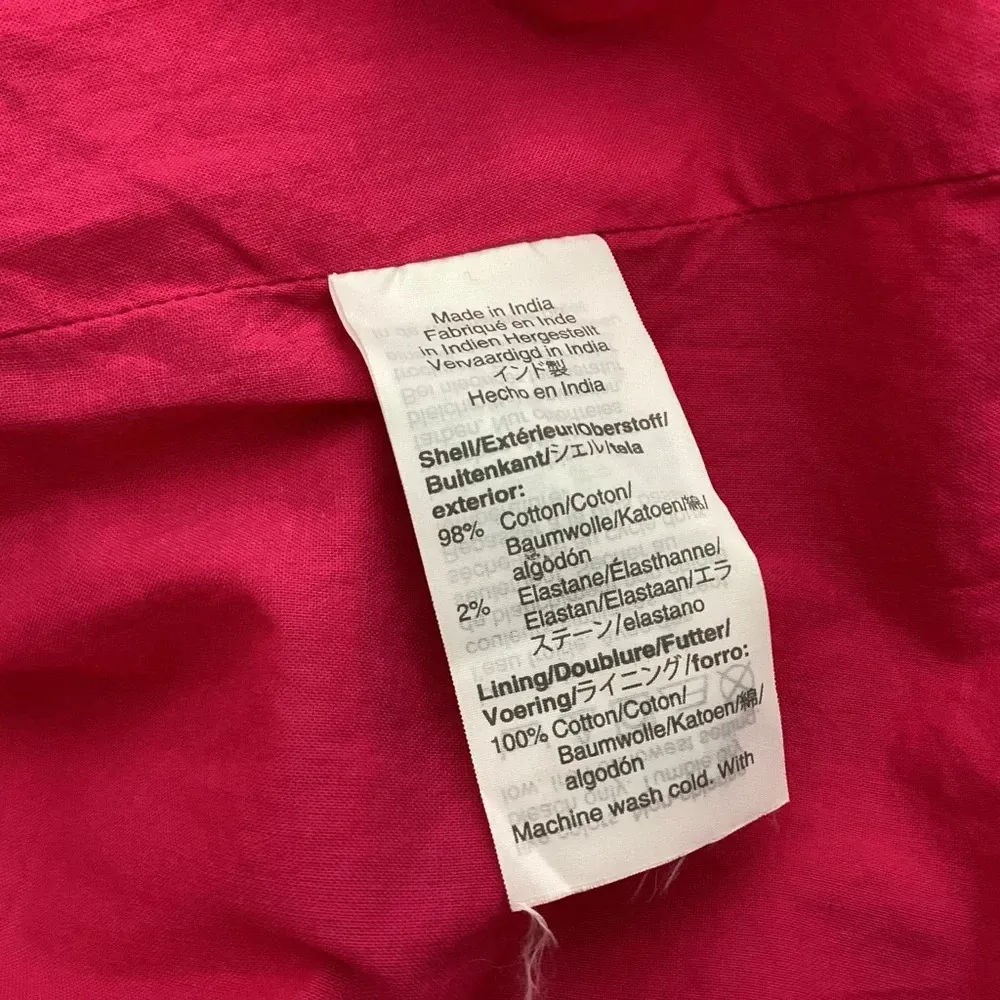 Made in India
Fabriqué en Inde
in Indien Hergestellt
Vervaardigd in India
インド製
Hecho en India
Shell/Extérieur/Oberstoff/
Buitenkant/シェル/tela
exterior:
98% Cotton/Coton/
Baumwolle/Katoen/綿/
algodón
2% Elastane/Élasthanne/
Elastan/Elastaan/エラ
ステーン/elastano
Lining/Doublure/Futter/
Voering/ライニング/forro:
100% Cotton/Coton/
Baumwolle/Katoen/綿/
algodón
Machine wash cold. With